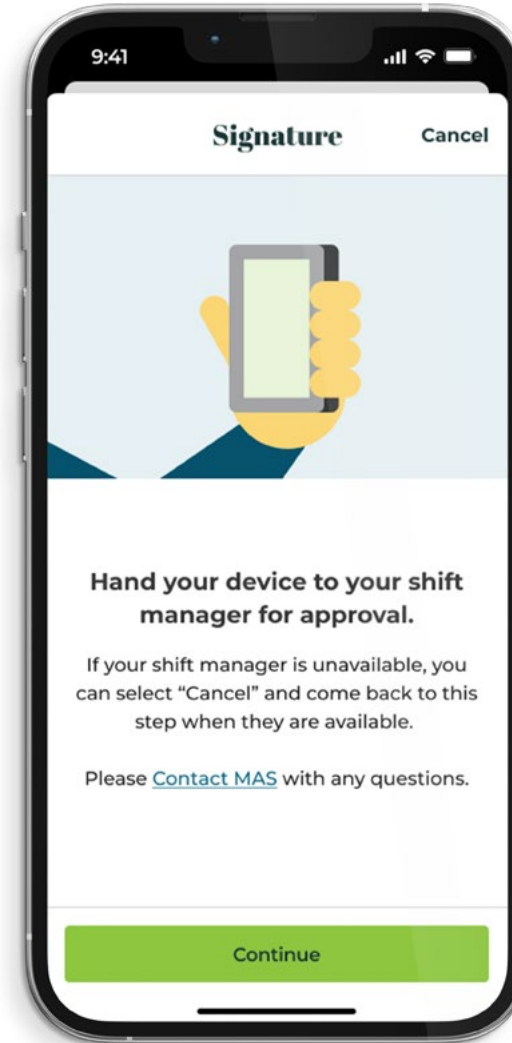 9:41
Signature Cancel
Hand your device to your shift
manager for approval.
If your shift manager is unavailable, you
can select “Cancel” and come back to this
step when they are available.
Please Contact MAS with any questions.
Continue